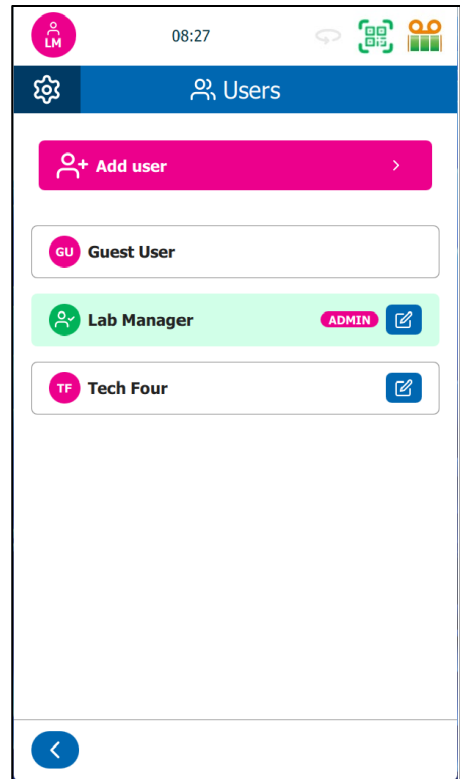 LM
08:27
Users
Add user
GU Guest User
Lab Manager ADMIN
TF Tech Four